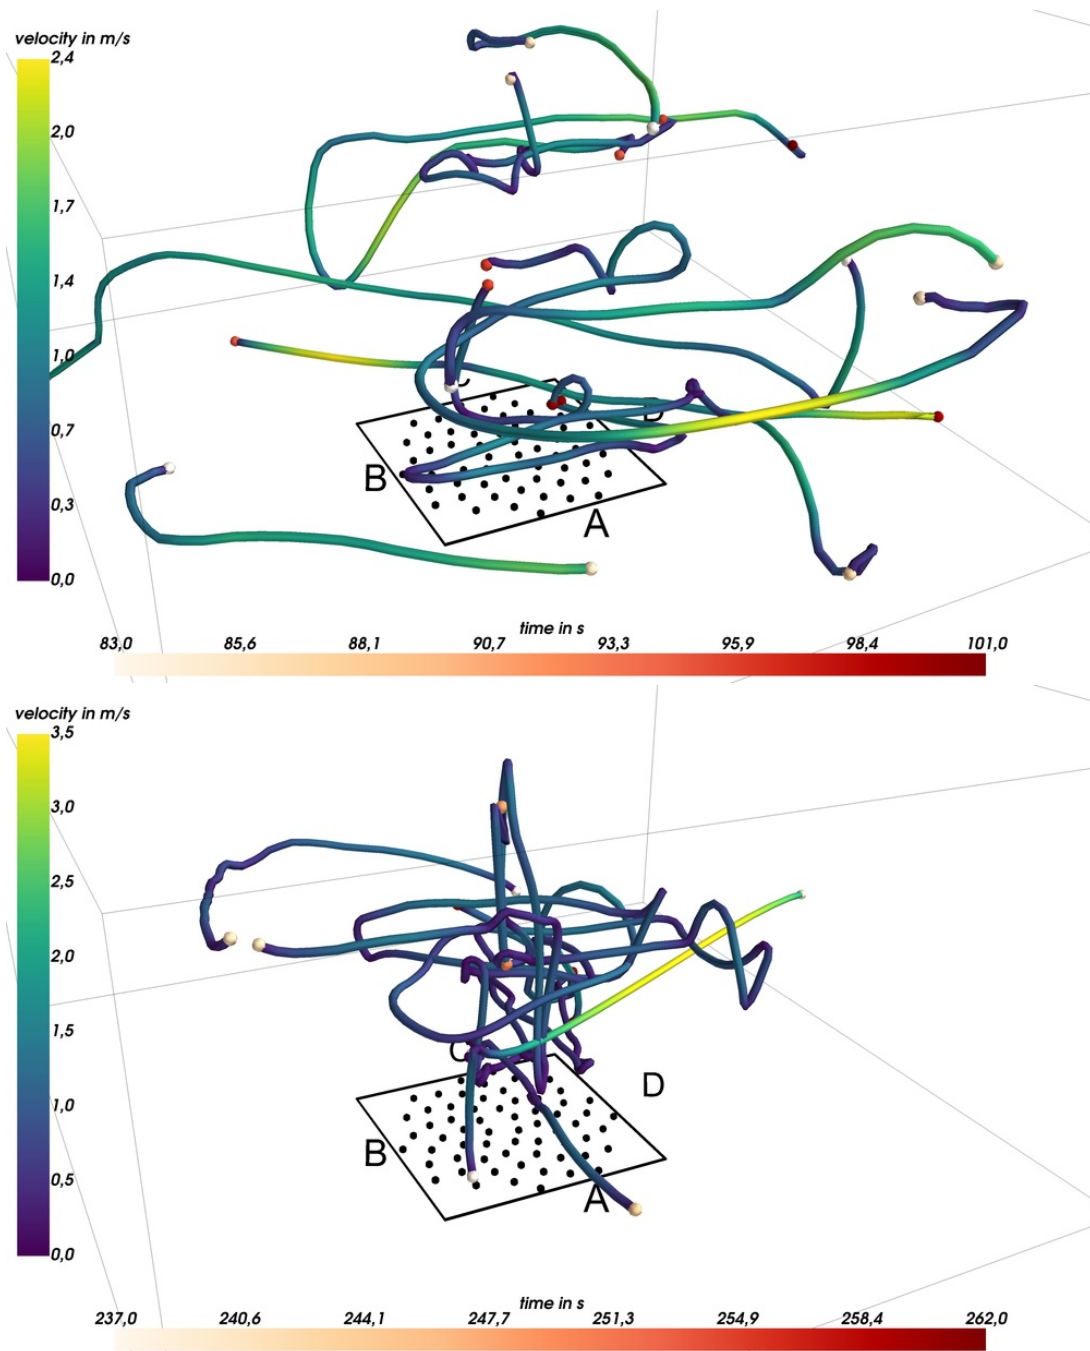 velocity in m/s
2,4
2,0
1,7
1,4
1,0
0,7
0,3
0,0
C
D
B
A
time in s
83,0 85,6 88,1 90,7 93,3 95,9 98,4 101,0
velocity in m/s
3,5
3,0
2,5
2,0
1,5
1,0
0,5
0,0
C
D
B
A
time in s
237,0 240,6 244,1 247,7 251,3 254,9 258,4 262,0